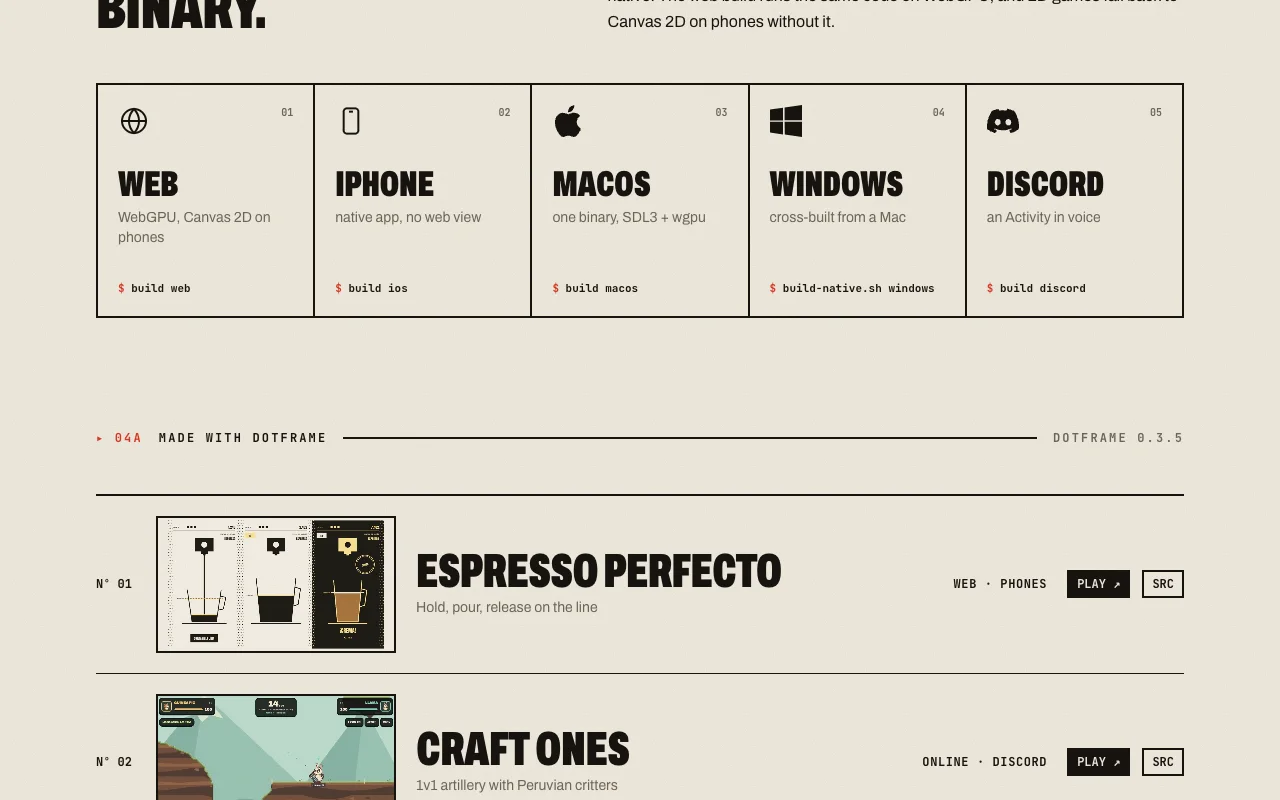 BINARY.
Canvas 2D on phones without it.
01
WEB
WebGPU, Canvas 2D on
phones
$ build web
02
IPHONE
native app, no web view
$ build ios
03
MACOS
one binary, SDL3 + wgpu
$ build macos
04
WINDOWS
cross-built from a Mac
$ build-native.sh windows
05
DISCORD
an Activity in voice
$ build discord
▸ 04A MADE WITH DOTFRAME
DOTFRAME 0.3.5
N° 01
ESPRESSO PERFECTO
Hold, pour, release on the line
WEB · PHONES
PLAY ↗
SRC
N° 02
CRAFT ONES
1v1 artillery with Peruvian critters
ONLINE · DISCORD
PLAY ↗
SRC